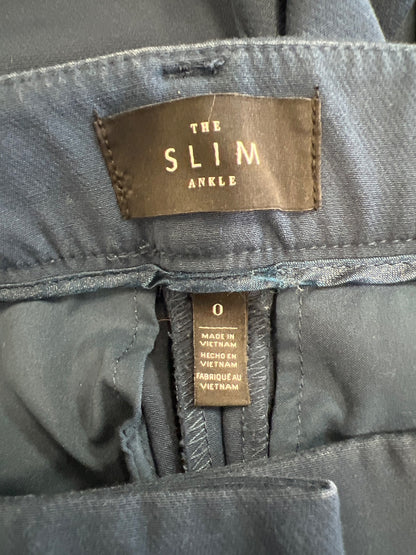 THE
SLIM
ANKLE
0
MADE IN
VIETNAM
HECHO EN
VIETNAM
FABRIQUÉ AU
VIETNAM